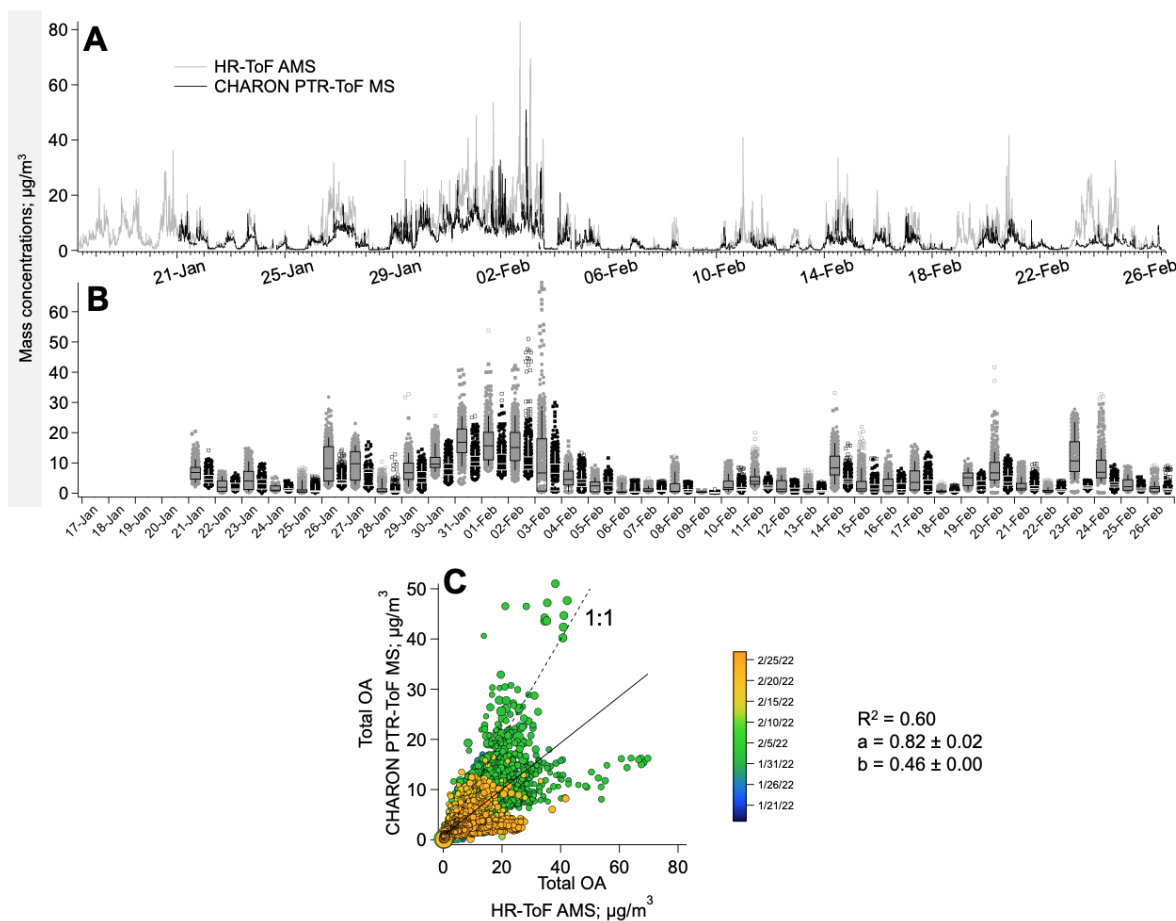 A
80
60
40
20
0
HR-ToF AMS
CHARON PTR-ToF MS
21-Jan 25-Jan 29-Jan 02-Feb 06-Feb 10-Feb 14-Feb 18-Feb 22-Feb 26-Feb
Mass concentrations; µg/m³
B
60
50
40
30
20
10
0
17-Jan 18-Jan 19-Jan 20-Jan 21-Jan 22-Jan 23-Jan 24-Jan 25-Jan 26-Jan 27-Jan 28-Jan 29-Jan 30-Jan 31-Jan 01-Feb 02-Feb 03-Feb 04-Feb 05-Feb 06-Feb 07-Feb 08-Feb 09-Feb 10-Feb 11-Feb 12-Feb 13-Feb 14-Feb 15-Feb 16-Feb 17-Feb 18-Feb 19-Feb 20-Feb 21-Feb 22-Feb 23-Feb 24-Feb 25-Feb 26-Feb
C
Total OA
CHARON PTR-ToF MS; µg/m³
50
40
30
20
10
0
1:1
0 20 40 60 80
Total OA
HR-ToF AMS; µg/m³
2/25/22
2/20/22
2/15/22
2/10/22
2/5/22
1/31/22
1/26/22
1/21/22
R² = 0.60
a = 0.82 ± 0.02
b = 0.46 ± 0.00